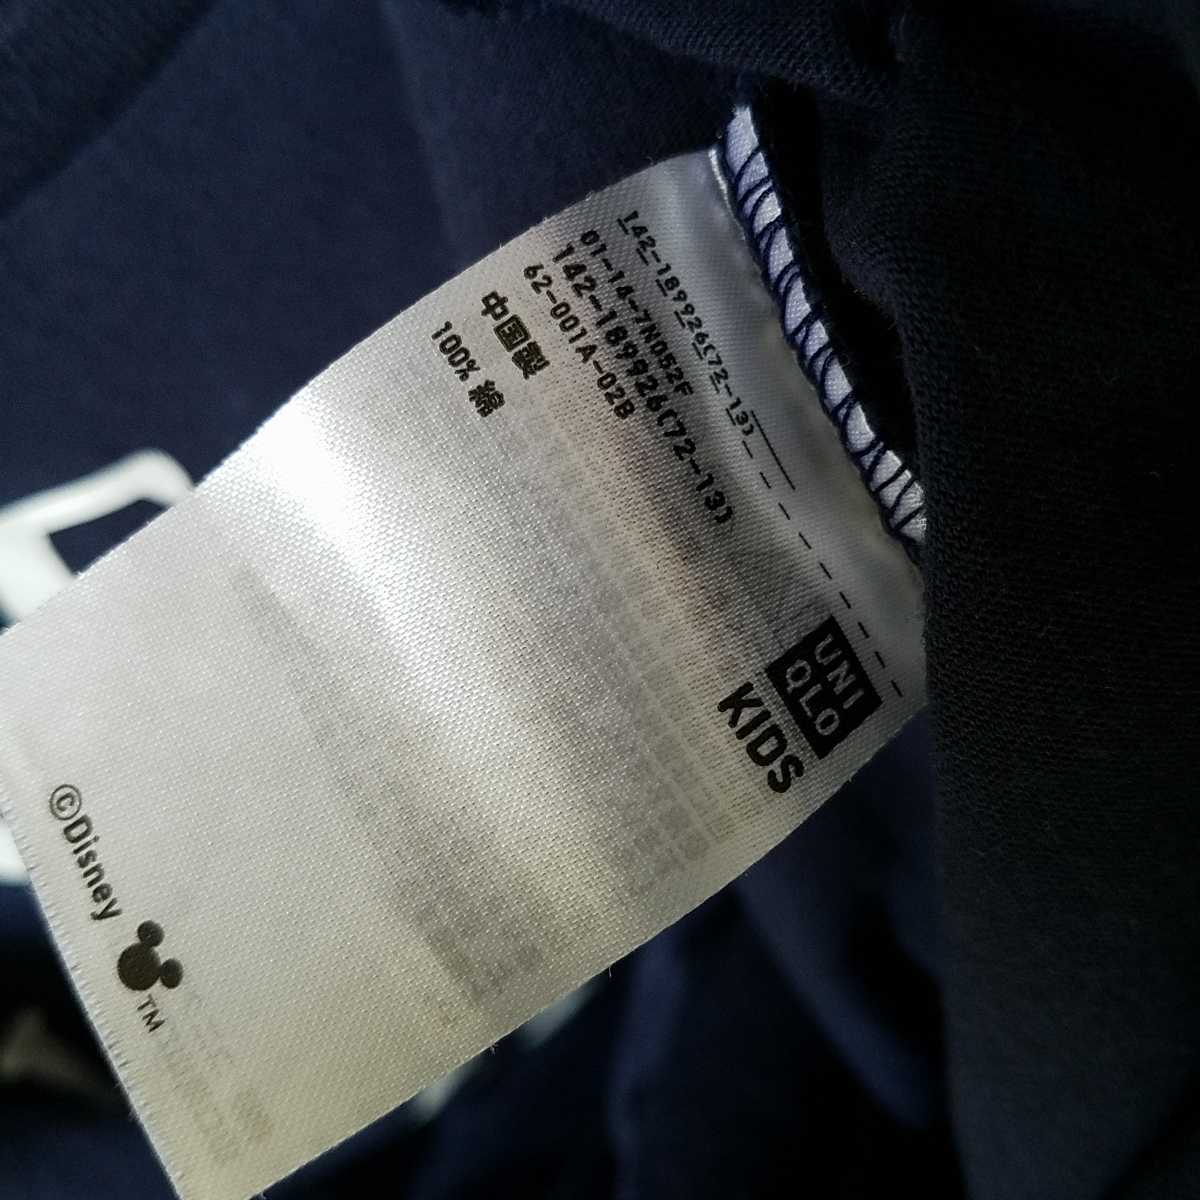 142-189926(72-13)
01-14-7N052F
142-189926(72-13)
62-001A-02B
中国製
100% 綿
UNI
QLO
KIDS
©Disney
TM